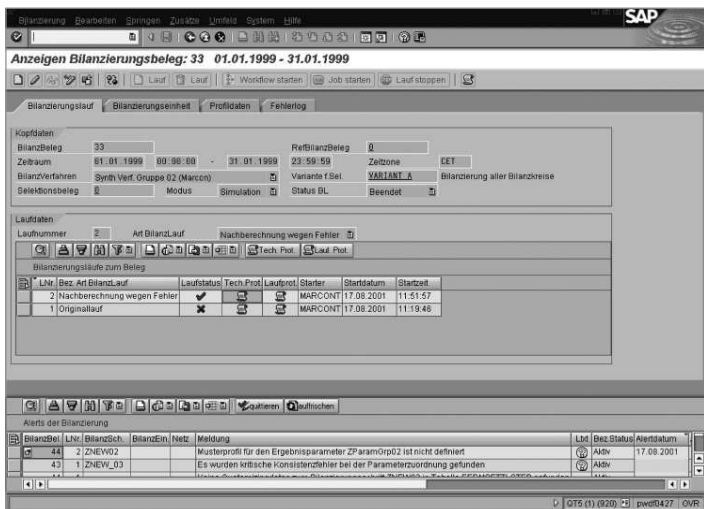 Bilanzierung Bearbeiten Springen Zusätze Umfeld System Hilfe
SAP
Anzeigen Bilanzierungsbeleg: 33 01.01.1999 - 31.01.1999
Lauf Lauf Workflow starten Job starten Lauf stoppen
Bilanzierungslauf Bilanzierungseinheit Profildaten Fehlerlog
Kopfdaten
BilanzBeleg 33 RefBilanzBeleg 0
Zeitraum 01.01.1999 00:00:00 - 31.01.1999 23:59:59 Zeitzone CET
BilanzVerfahren Synth Verf. Gruppe 02 (Marcon) Variante f.Sel. VARIANT A Bilanzierung aller Bilanzkreise
Selektionsbeleg 0 Modus Simulation Status BL Beendet
Laufdaten
Laufnummer 2 Art BilanzLauf Nachberechnung wegen Fehler
Tech. Prot. Lauf. Prot.
Bilanzierungsläufe zum Beleg
LNr. Bez. Art BilanzLauf Laufstatus Tech.Prot. Laufprot. Starter Startdatum Startzeit
2 Nachberechnung wegen Fehler MARCONT 17.08.2001 11:51:57
1 Originallauf MARCONT 17.08.2001 11:19:46
Quittieren auffrischen
Alerts der Bilanzierung
BilanzBel. LNr. BilanzSch. BilanzEin. Netz Meldung Ltxt Bez.Status Alertdatum
44 2 ZNEW02 Musterprofil für den Ergebnisparameter ZParamGrp02 ist nicht definiert Aktiv 17.08.2001
43 1 ZNEW_03 Es wurden kritische Konsistenzfehler bei der Parameterzuordnung gefunden Aktiv
QT5 (1) (920) pwdf0427 OVR